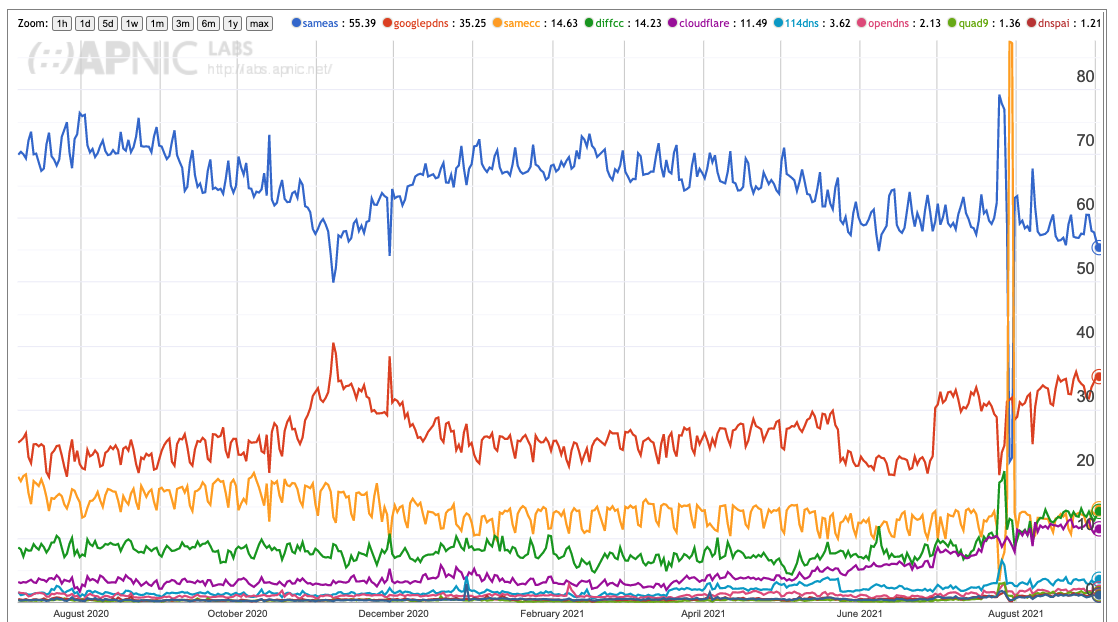 Zoom: 1h 1d 5d 1w 1m 3m 6m 1y max sameas : 55.39 googlepdns : 35.25 samecc : 14.63 diffcc : 14.23 cloudflare : 11.49 114dns : 3.62 opendns : 2.13 quad9 : 1.36 dnspai : 1.21
(::) APNIC LABS
http://labs.apnic.net/
80
70
60
50
40
30
20
10
0
August 2020 October 2020 December 2020 February 2021 April 2021 June 2021 August 2021